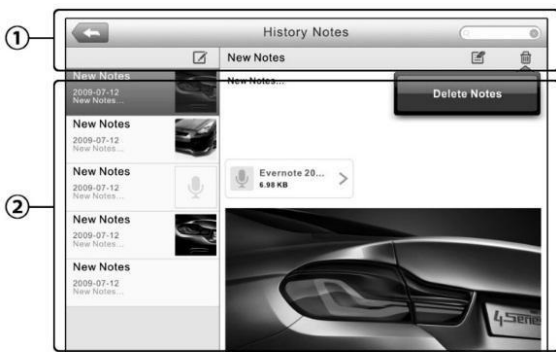 ①
History Notes
New Notes
Delete Notes
②
New Notes
2009-07-12
New Notes...
New Notes
2009-07-12
New Notes...
New Notes
2009-07-12
New Notes...
New Notes
2009-07-12
New Notes...
New Notes
2009-07-12
New Notes...
New Notes...
Evernote 20...
6.98 KB
4Serie